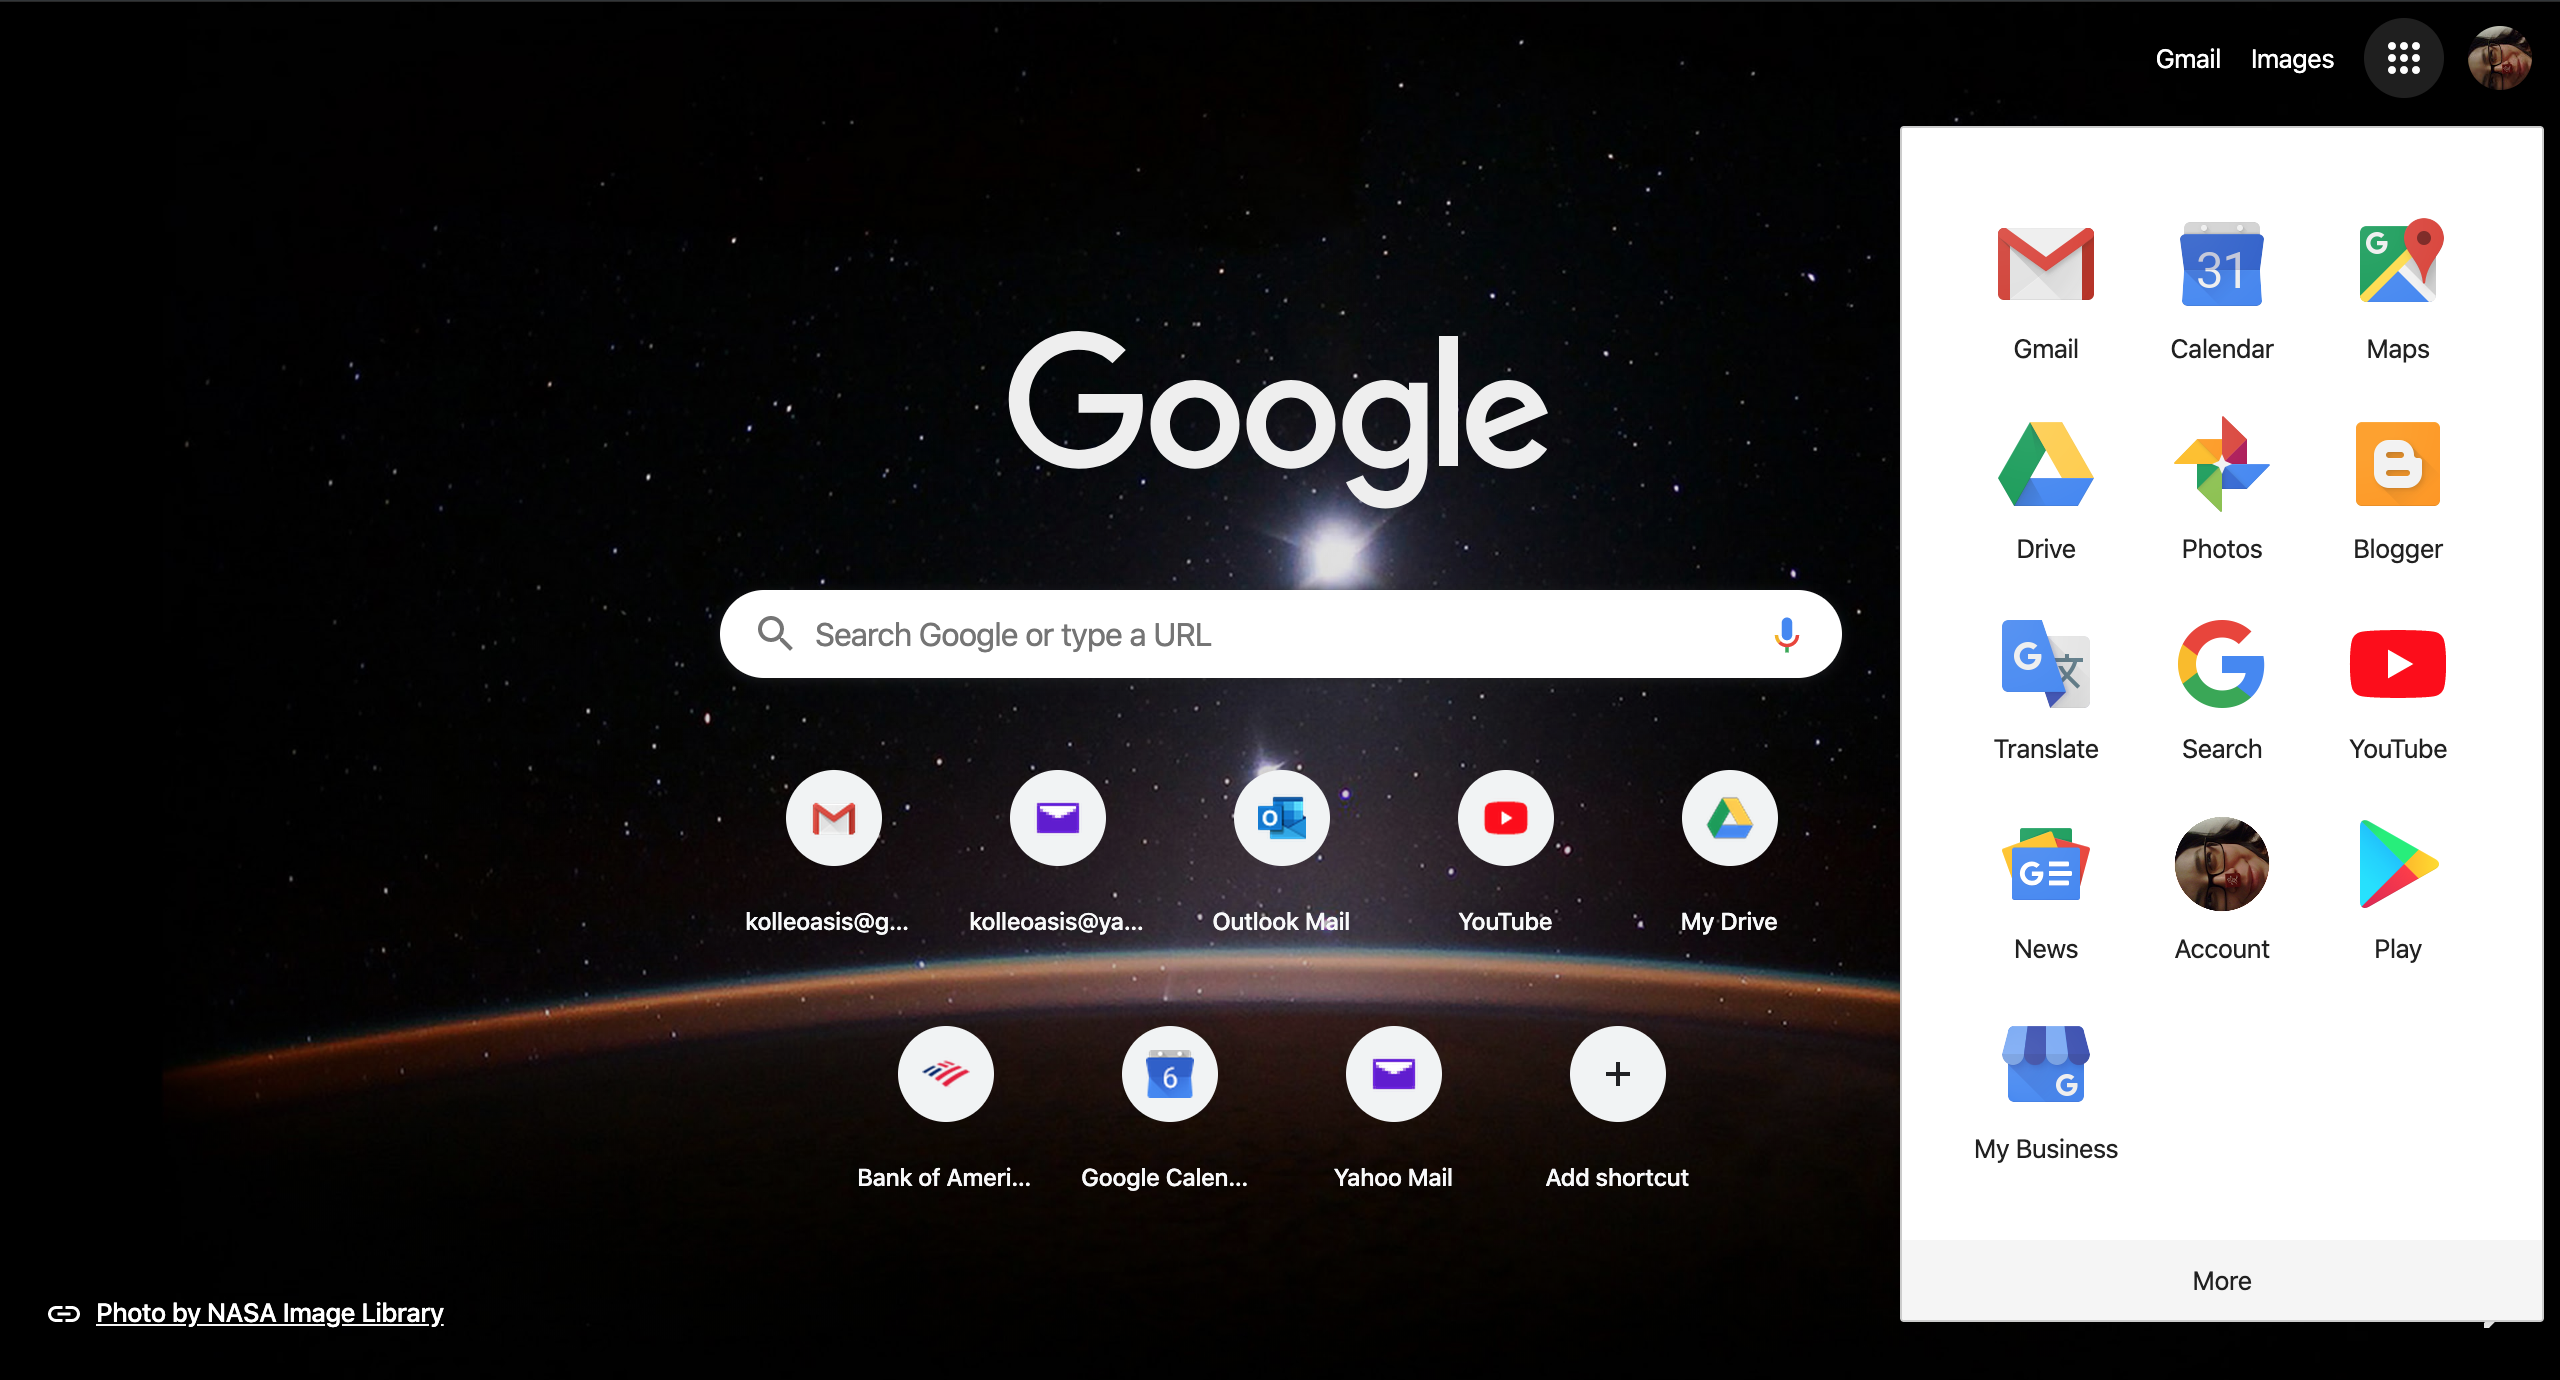 Gmail Images
Google
Search Google or type a URL
kolleoasis@g...
kolleoasis@ya...
Outlook Mail
YouTube
My Drive
Bank of Ameri...
6
Google Calen...
Yahoo Mail
Add shortcut
Photo by NASA Image Library
Gmail
31
Calendar
Maps
Drive
Photos
Blogger
Translate
Search
YouTube
News
Account
Play
My Business
More